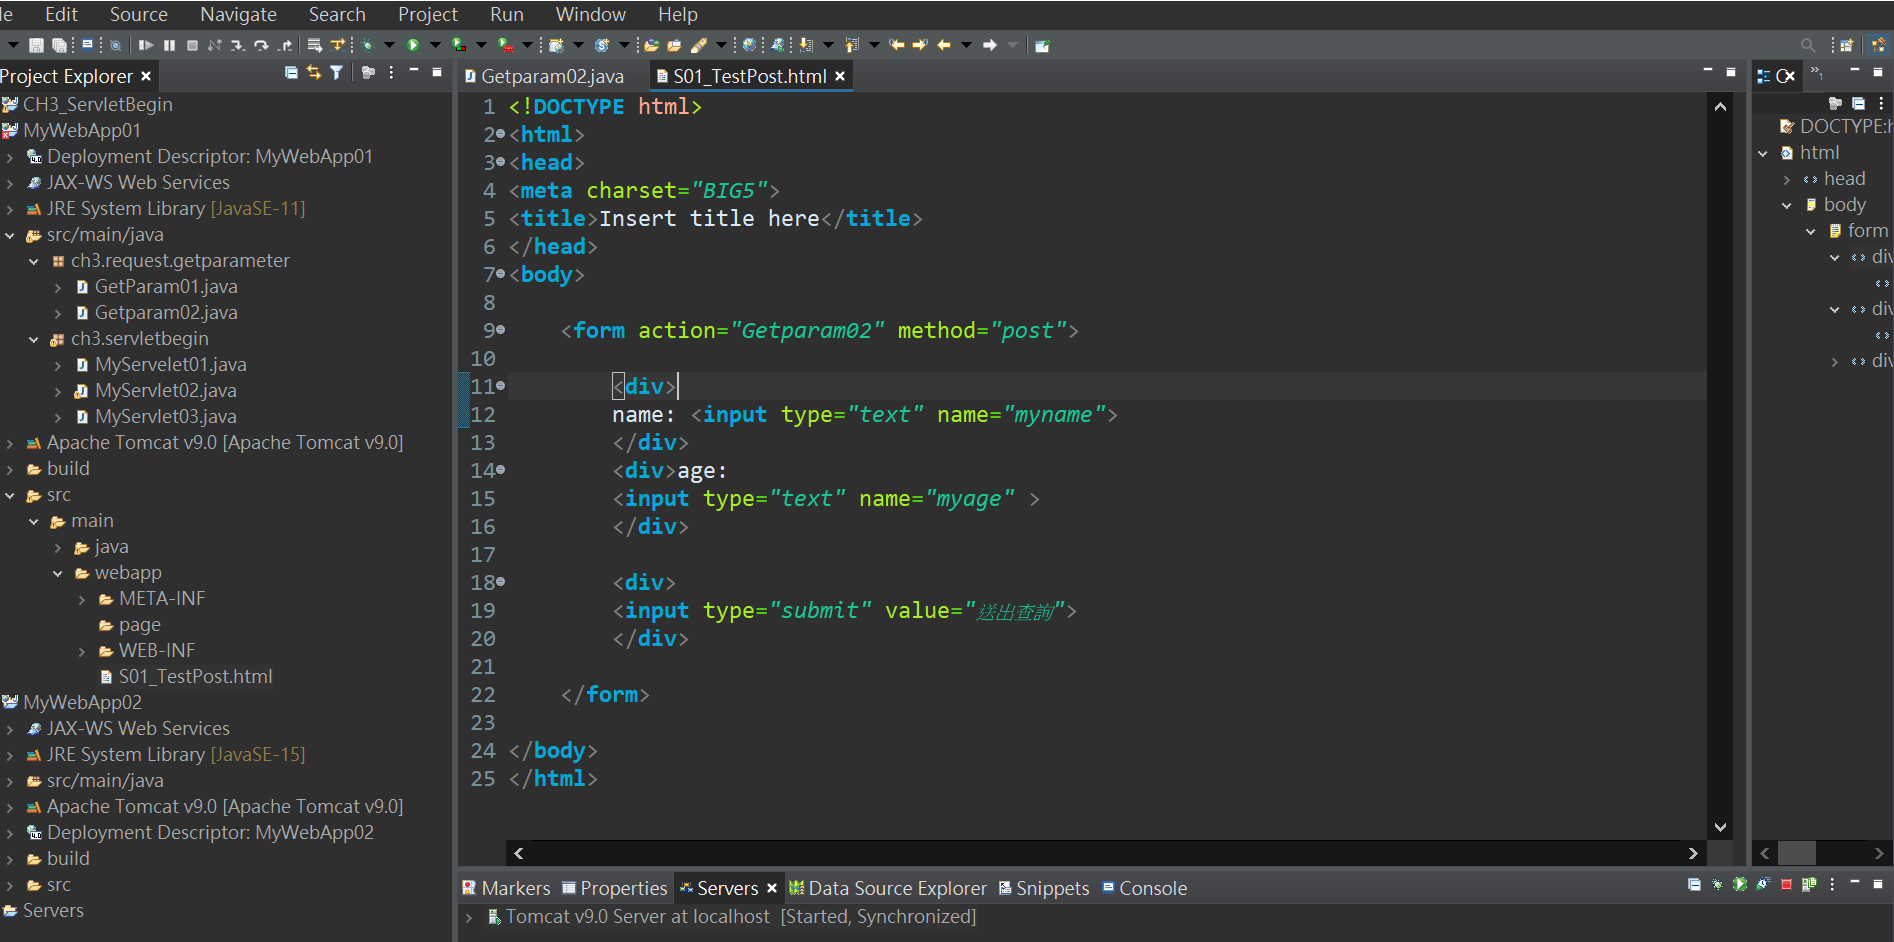 Edit Source Navigate Search Project Run Window Help
Project Explorer
CH3_ServletBegin
MyWebApp01
Deployment Descriptor: MyWebApp01
JAX-WS Web Services
JRE System Library [JavaSE-11]
src/main/java
ch3.request.getparameter
GetParam01.java
Getparam02.java
ch3.servletbegin
MyServelet01.java
MyServlet02.java
MyServlet03.java
Apache Tomcat v9.0 [Apache Tomcat v9.0]
build
src
main
java
webapp
META-INF
page
WEB-INF
S01_TestPost.html
MyWebApp02
JAX-WS Web Services
JRE System Library [JavaSE-15]
src/main/java
Apache Tomcat v9.0 [Apache Tomcat v9.0]
Deployment Descriptor: MyWebApp02
build
src
Servers
Getparam02.java S01_TestPost.html
1 <!DOCTYPE html>
2 <html>
3 <head>
4 <meta charset="BIG5">
5 <title>Insert title here</title>
6 </head>
7 <body>
8
9 <form action="Getparam02" method="post">
10
11 <div>
12 name: <input type="text" name="myname">
13 </div>
14 <div>age:
15 <input type="text" name="myage" >
16 </div>
17
18 <div>
19 <input type="submit" value="送出查詢">
20 </div>
21
22 </form>
23
24 </body>
25 </html>
DOCTYPE:h
html
head
body
form
div
div
div
Markers Properties Servers Data Source Explorer Snippets Console
Tomcat v9.0 Server at localhost [Started, Synchronized]